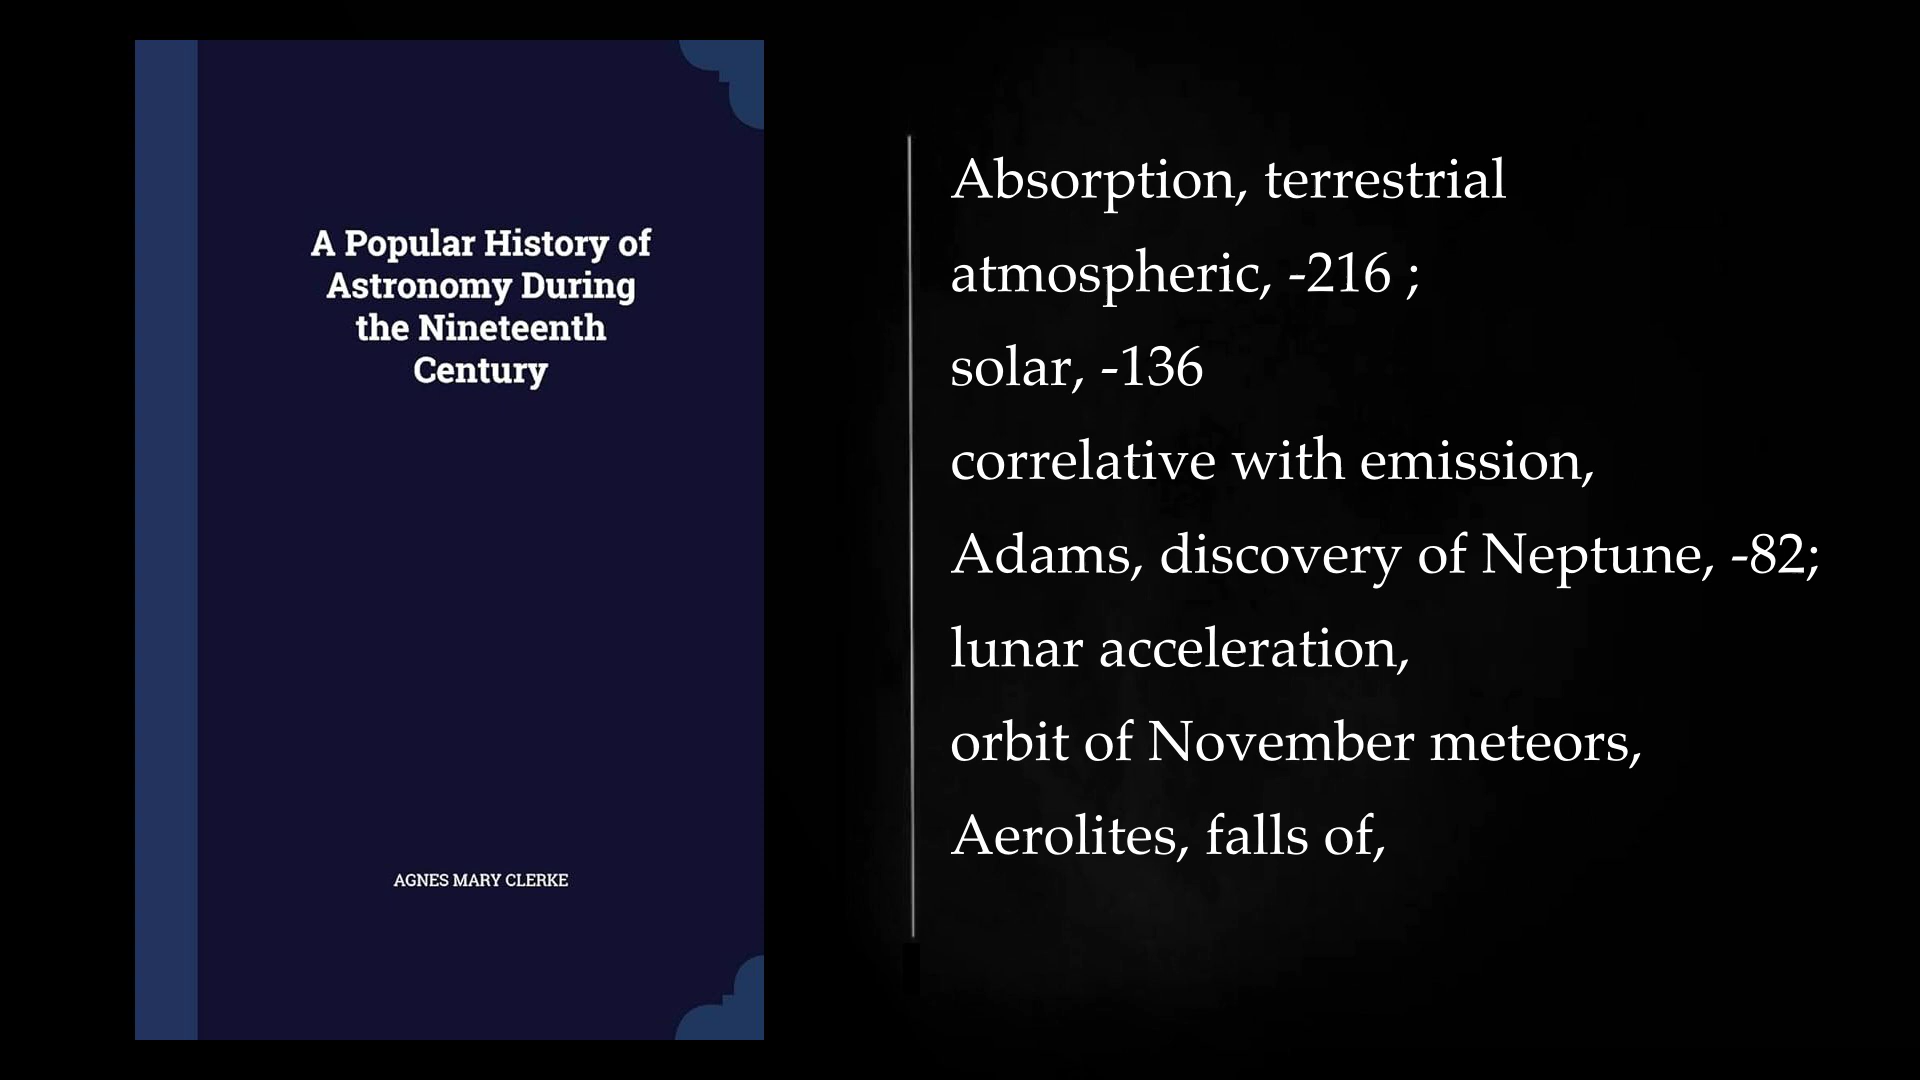 A Popular History of
Astronomy During
the Nineteenth
Century
AGNES MARY CLERKE
Absorption, terrestrial
atmospheric, -216 ;
solar, -136
correlative with emission,
Adams, discovery of Neptune, -82;
lunar acceleration,
orbit of November meteors,
Aerolites, falls of,